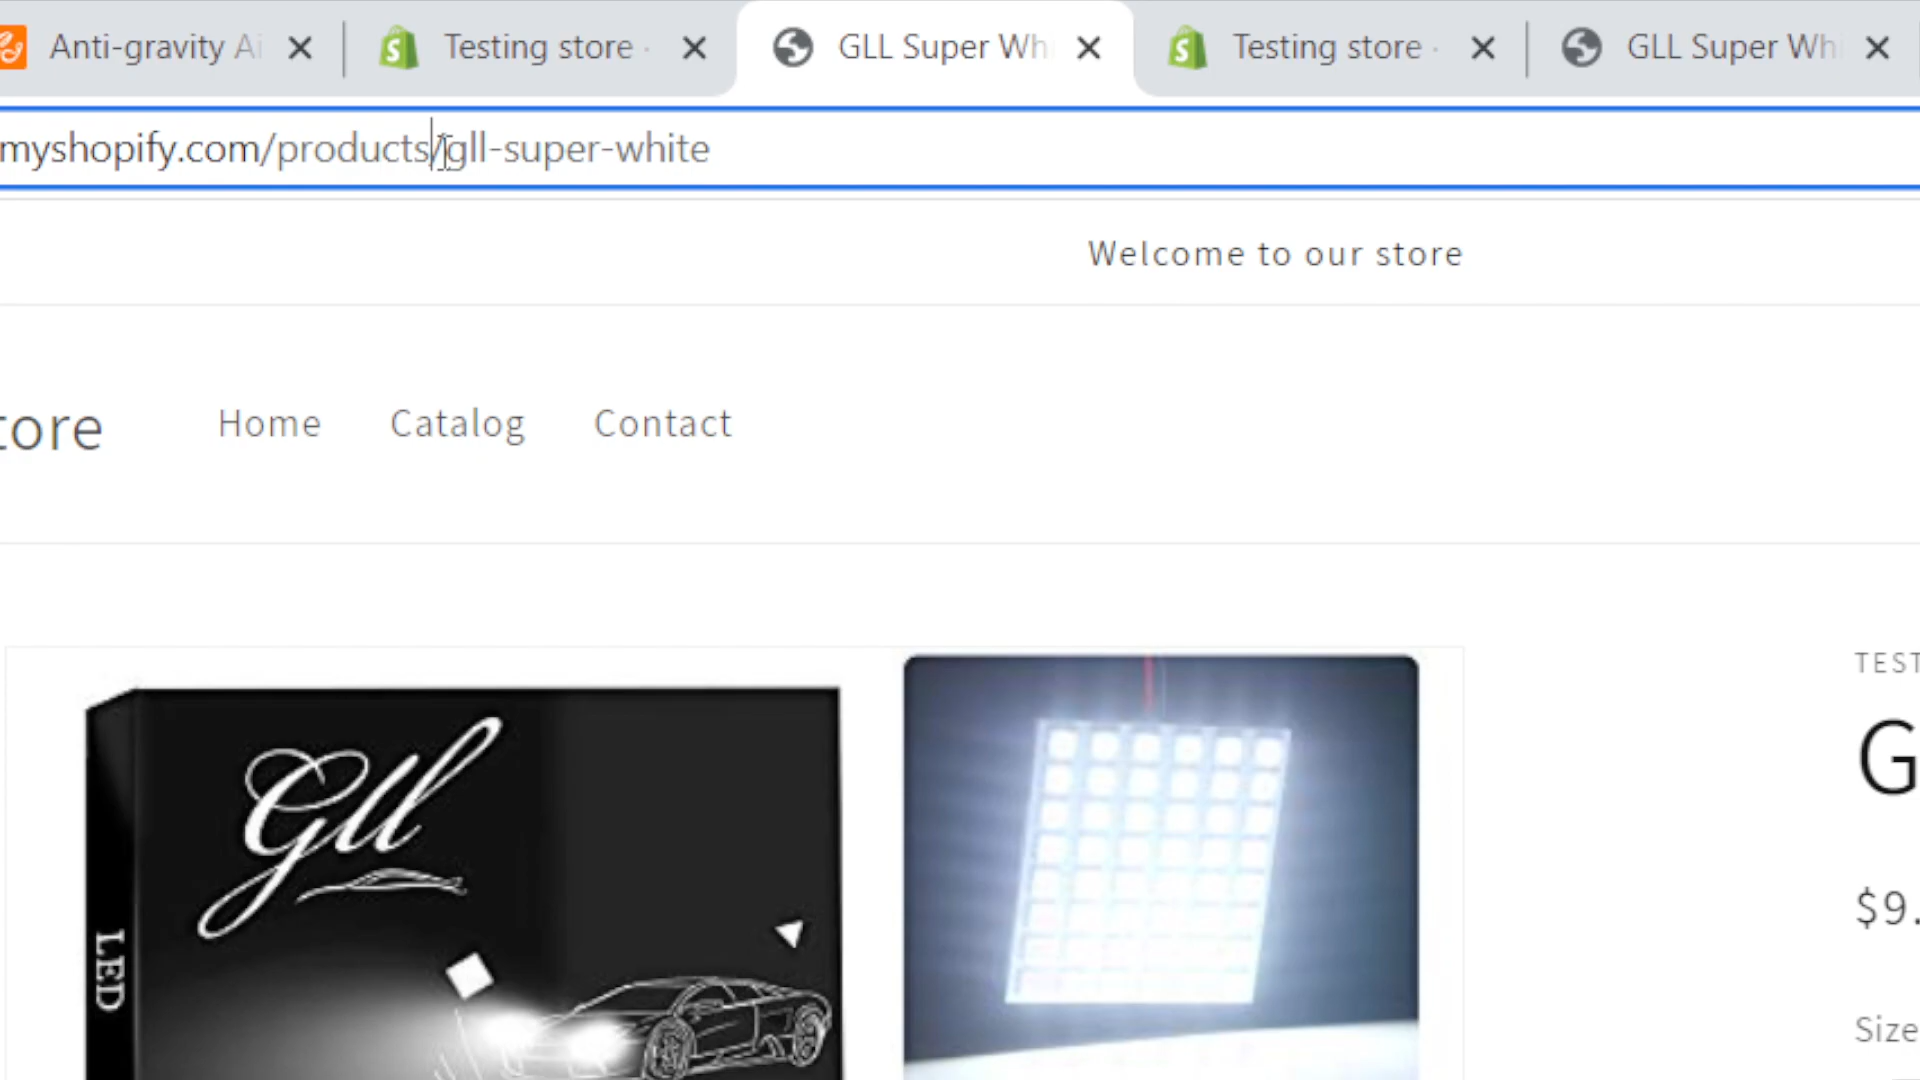 Anti-gravity Ai
Testing store ·
GLL Super Wh
Testing store ·
GLL Super Wh
myshopify.com/products/gll-super-white
Welcome to our store
tore
Home
Catalog
Contact
Gll
LED
TEST
G
$9.
Size